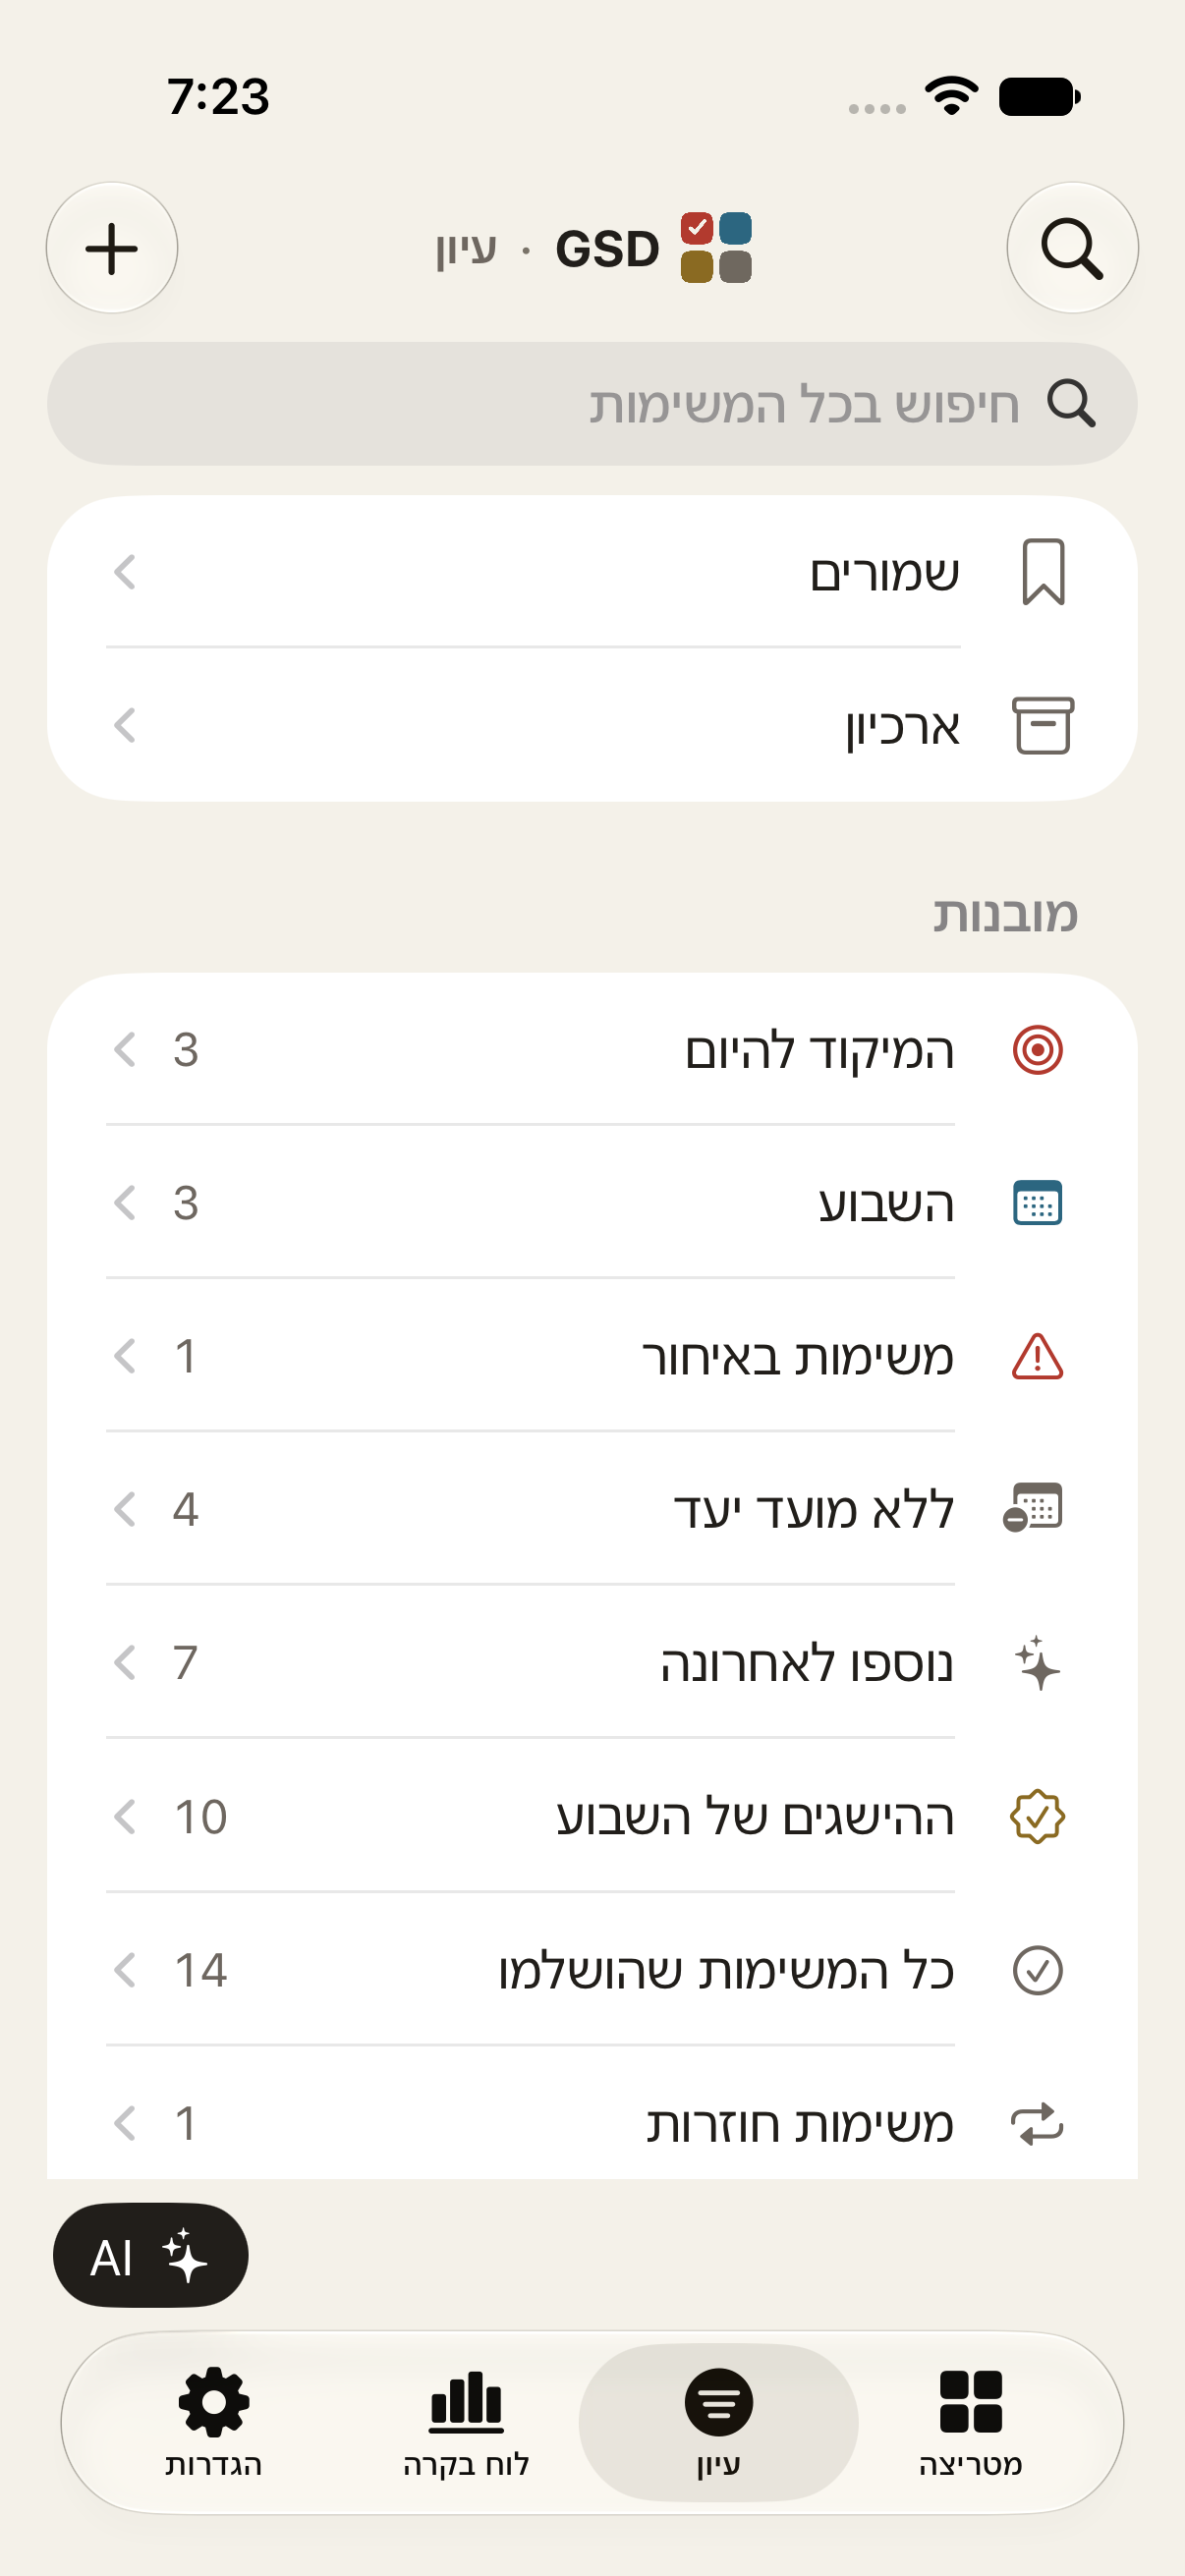 7:23
GSD · עיון
חיפוש בכל המשימות
שמורים
ארכיון
מובנות
המיקוד להיום 3
השבוע 3
משימות באיחור 1
ללא מועד יעד 4
נוספו לאחרונה 7
ההישגים של השבוע 10
כל המשימות שהושלמו 14
משימות חוזרות 1
AI
מטריצה עיון לוח בקרה הגדרות